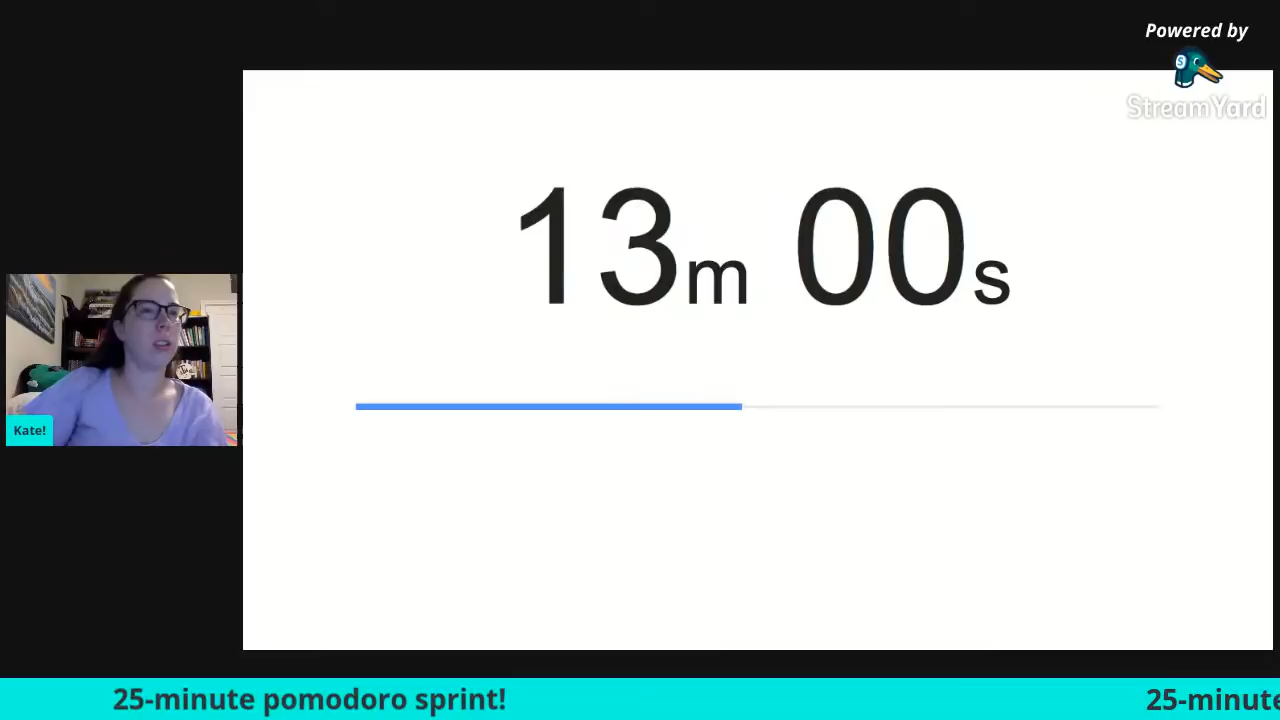 Powered by
StreamYard
13m 00s
Kate!
25-minute pomodoro sprint!
25-minute